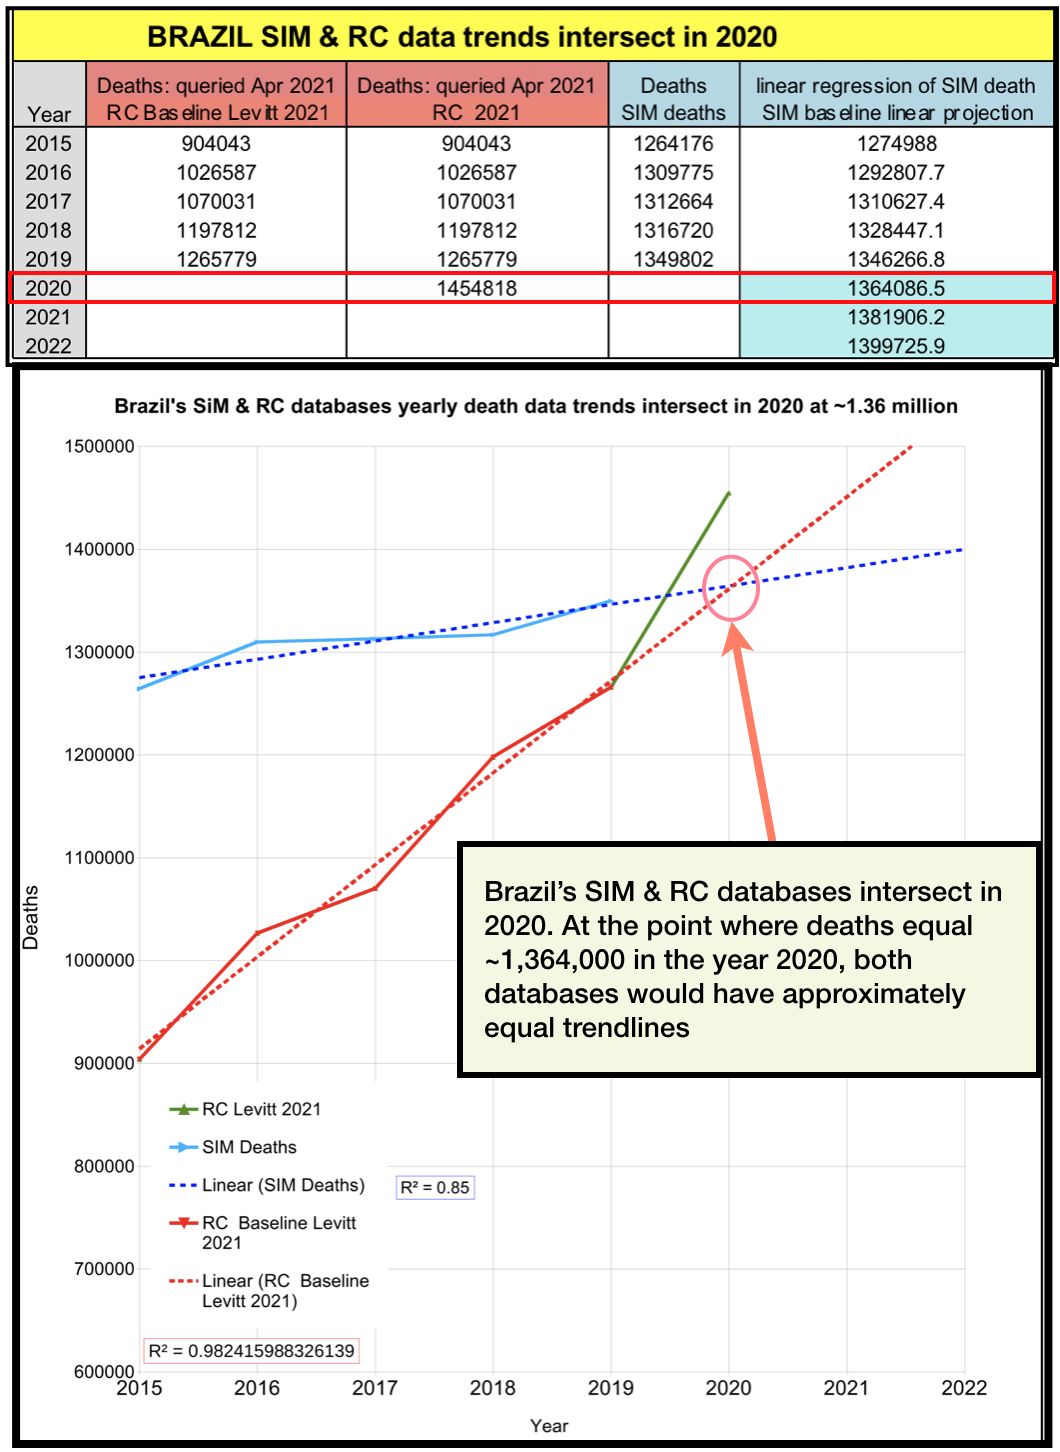 BRAZIL SIM & RC data trends intersect in 2020
Deaths: queried Apr 2021 Deaths: queried Apr 2021 Deaths linear regression of SIM death
Year RC Baseline Levitt 2021 RC 2021 SIM deaths SIM baseline linear projection
2015 904043 904043 1264176 1274988
2016 1026587 1026587 1309775 1292807.7
2017 1070031 1070031 1312664 1310627.4
2018 1197812 1197812 1316720 1328447.1
2019 1265779 1265779 1349802 1346266.8
2020 1454818 1364086.5
2021 1381906.2
2022 1399725.9
Brazil's SiM & RC databases yearly death data trends intersect in 2020 at ~1.36 million
1500000
1400000
1300000
1200000
1100000
1000000
900000
800000
700000
600000
Deaths
Brazil’s SIM & RC databases intersect in
2020. At the point where deaths equal
~1,364,000 in the year 2020, both
databases would have approximately
equal trendlines
RC Levitt 2021
SIM Deaths
Linear (SIM Deaths)
R² = 0.85
RC Baseline Levitt
2021
Linear (RC Baseline
Levitt 2021)
R² = 0.982415988326139
2015 2016 2017 2018 2019 2020 2021 2022
Year